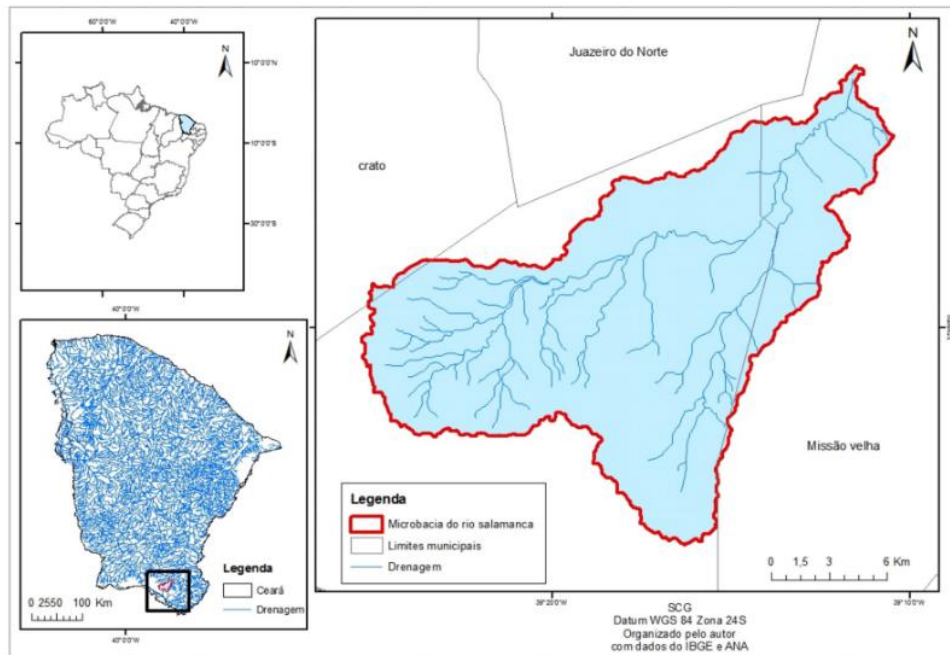 60°0'0"W 40°0'0"W
N
10°0'0"N
10°0'0"S
30°0'0"S
40°0'0"W
N
Legenda
Ceará
Drenagem
0 2550 100 Km
40°0'0"W
Juazeiro do Norte
N
crato
Missão velha
Legenda
Microbacia do rio salamanca
Limites municipais
Drenagem
0 1,5 3 6 Km
39°20'0"W 39°10'0"W
SCG
Datum WGS 84 Zona 24S
Organizado pelo autor
com dados do IBGE e ANA